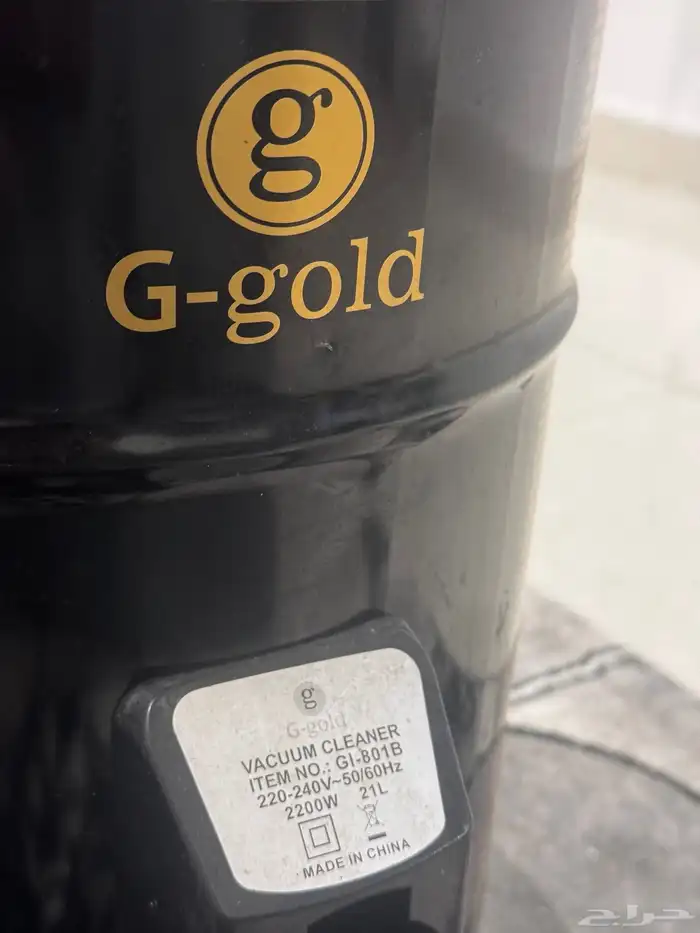 g
G-gold
g
G-gold
VACUUM CLEANER
ITEM NO.: GI-801B
220-240V~50/60Hz
2200W 21L
MADE IN CHINA
حراج